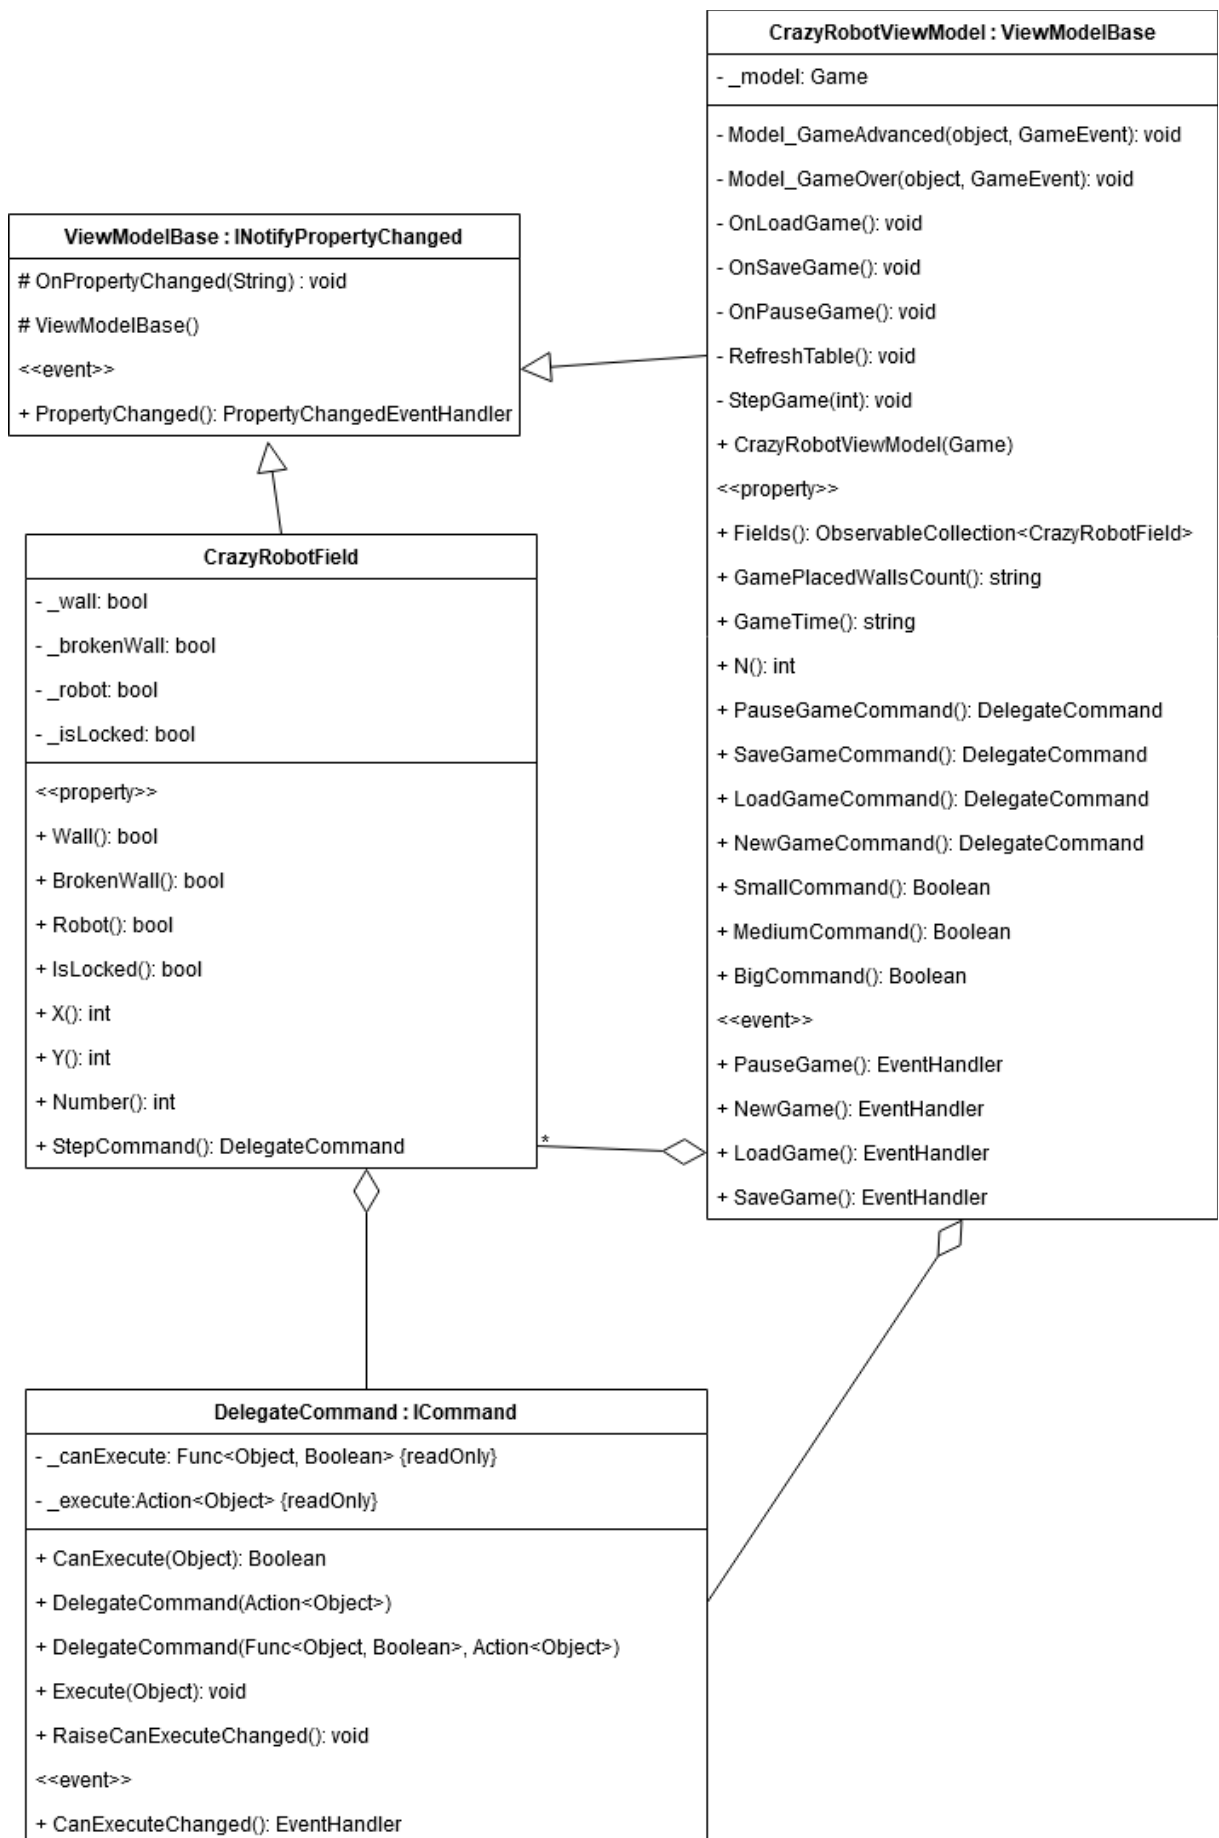 CrazyRobotViewModel : ViewModelBase
- _model: Game
- Model_GameAdvanced(object, GameEvent): void
- Model_GameOver(object, GameEvent): void
- OnLoadGame(): void
- OnSaveGame(): void
- OnPauseGame(): void
- RefreshTable(): void
- StepGame(int): void
+ CrazyRobotViewModel(Game)
<<property>>
+ Fields(): ObservableCollection<CrazyRobotField>
+ GamePlacedWallsCount(): string
+ GameTime(): string
+ N(): int
+ PauseGameCommand(): DelegateCommand
+ SaveGameCommand(): DelegateCommand
+ LoadGameCommand(): DelegateCommand
+ NewGameCommand(): DelegateCommand
+ SmallCommand(): Boolean
+ MediumCommand(): Boolean
+ BigCommand(): Boolean
<<event>>
+ PauseGame(): EventHandler
+ NewGame(): EventHandler
+ LoadGame(): EventHandler
+ SaveGame(): EventHandler
ViewModelBase : INotifyPropertyChanged
# OnPropertyChanged(String) : void
# ViewModelBase()
<<event>>
+ PropertyChanged(): PropertyChangedEventHandler
CrazyRobotField
- _wall: bool
- _brokenWall: bool
- _robot: bool
- _isLocked: bool
<<property>>
+ Wall(): bool
+ BrokenWall(): bool
+ Robot(): bool
+ IsLocked(): bool
+ X(): int
+ Y(): int
+ Number(): int
+ StepCommand(): DelegateCommand
*
DelegateCommand : ICommand
- _canExecute: Func<Object, Boolean> {readOnly}
- _execute:Action<Object> {readOnly}
+ CanExecute(Object): Boolean
+ DelegateCommand(Action<Object>)
+ DelegateCommand(Func<Object, Boolean>, Action<Object>)
+ Execute(Object): void
+ RaiseCanExecuteChanged(): void
<<event>>
+ CanExecuteChanged(): EventHandler